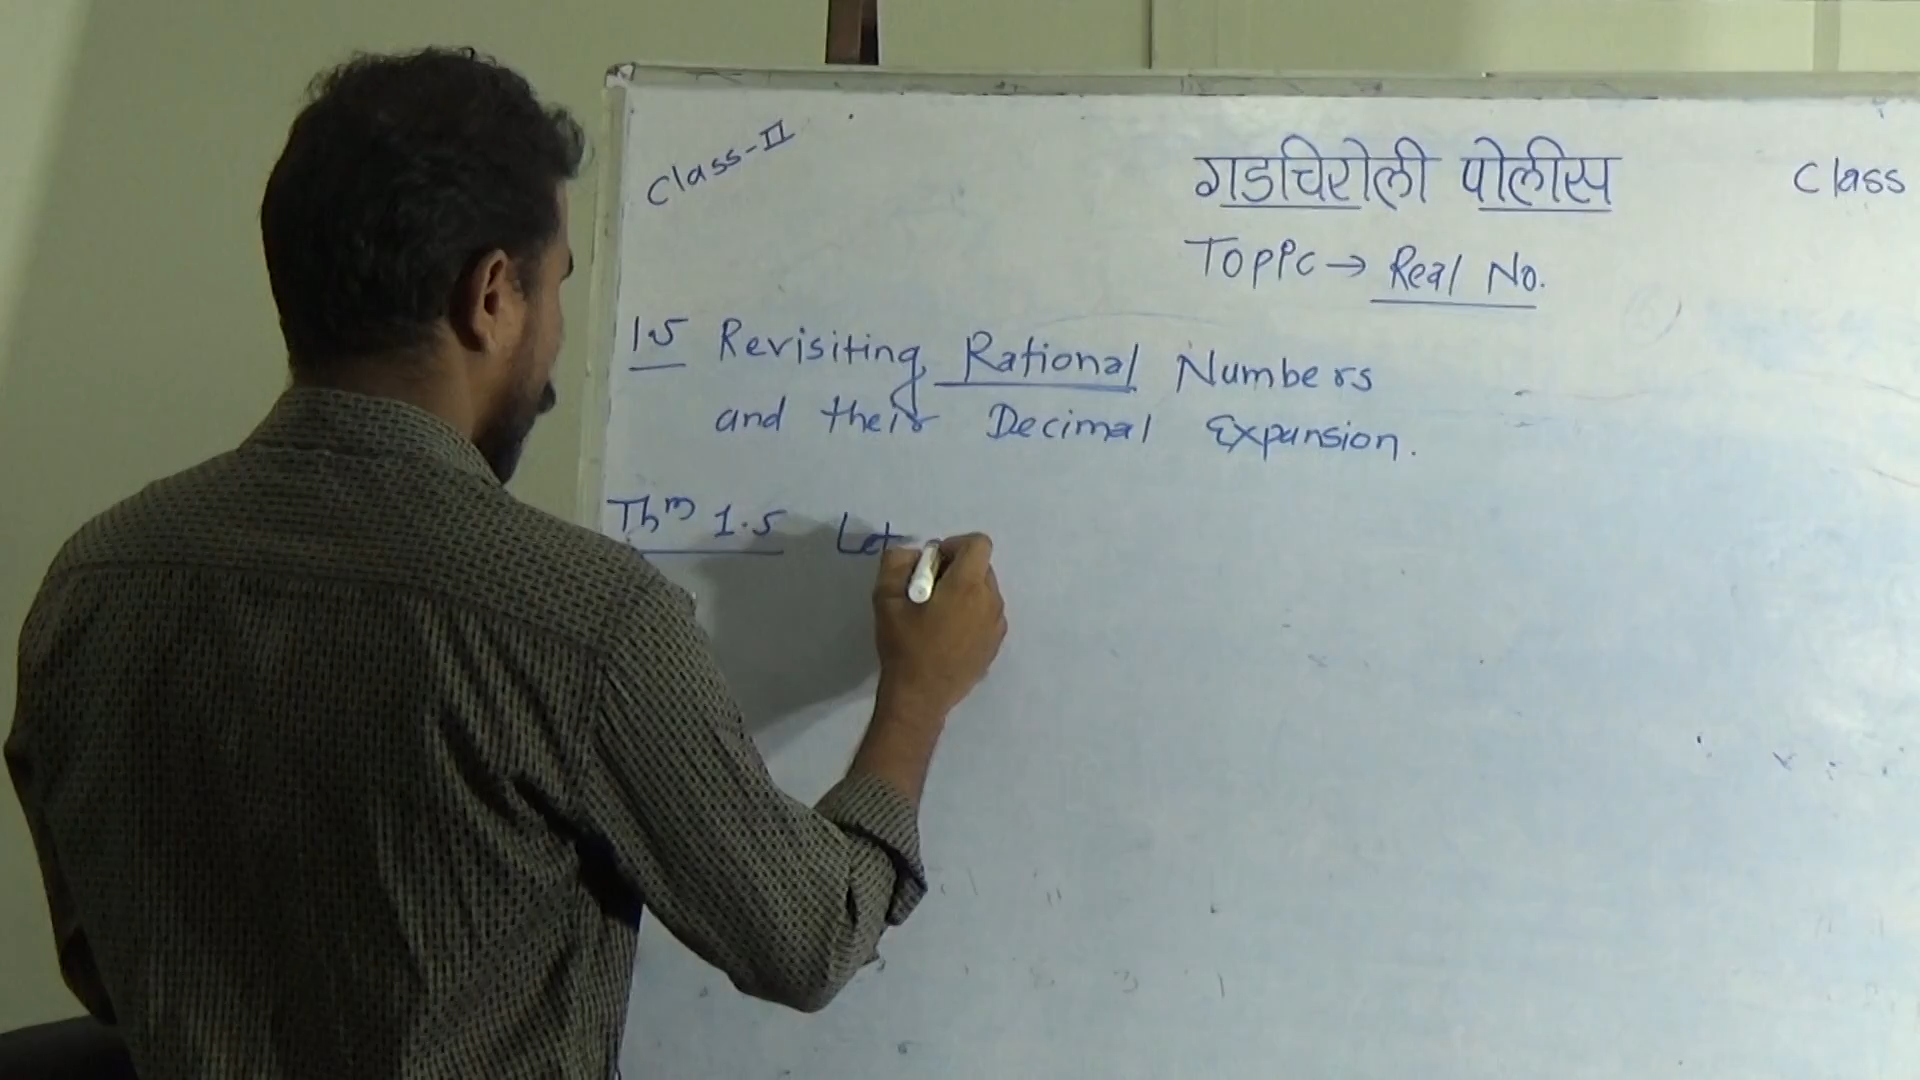 Class-II
गडचिरोली पोलीस
Class
Topic → Real No.
1.5 Revisiting Rational Numbers
and their Decimal Expansion.
Thm 1.5 Let